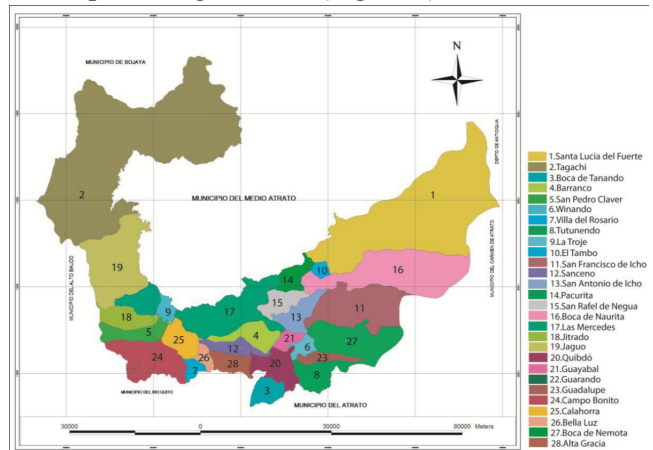 MUNICIPIO DE BOJAYA
N
DEPTO DE ANTIOQUIA
MUNICIPIO DEL MEDIO ATRATO
MUNICIPIO DEL CARMEN DE ATRATO
MUNICIPIO DEL ALTO BAUDO
2
1
19
10
16
14
15
11
17
13
18
9
5
25
4
21
6
27
24
26
12
23
28
20
7
8
3
MUNICIPIO DEL RIO QUITO
MUNICIPIO DEL ATRATO
30000 0 30000 60000 Meters
1.Santa Lucia del Fuerte
2.Tagachi
3.Boca de Tanando
4.Barranco
5.San Pedro Claver
6.Winando
7.Villa del Rosario
8.Tutunendo
9.La Troje
10.El Tambo
11.San Francisco de Icho
12.Sanceno
13.San Antonio de Icho
14.Pacurita
15.San Rafel de Negua
16.Boca de Naurita
17.Las Mercedes
18.Jitrado
19.Jaguo
20.Quibdó
21.Guayabal
22.Guarando
23.Guadalupe
24.Campo Bonito
25.Calahorra
26.Bella Luz
27.Boca de Nemota
28.Alta Gracia